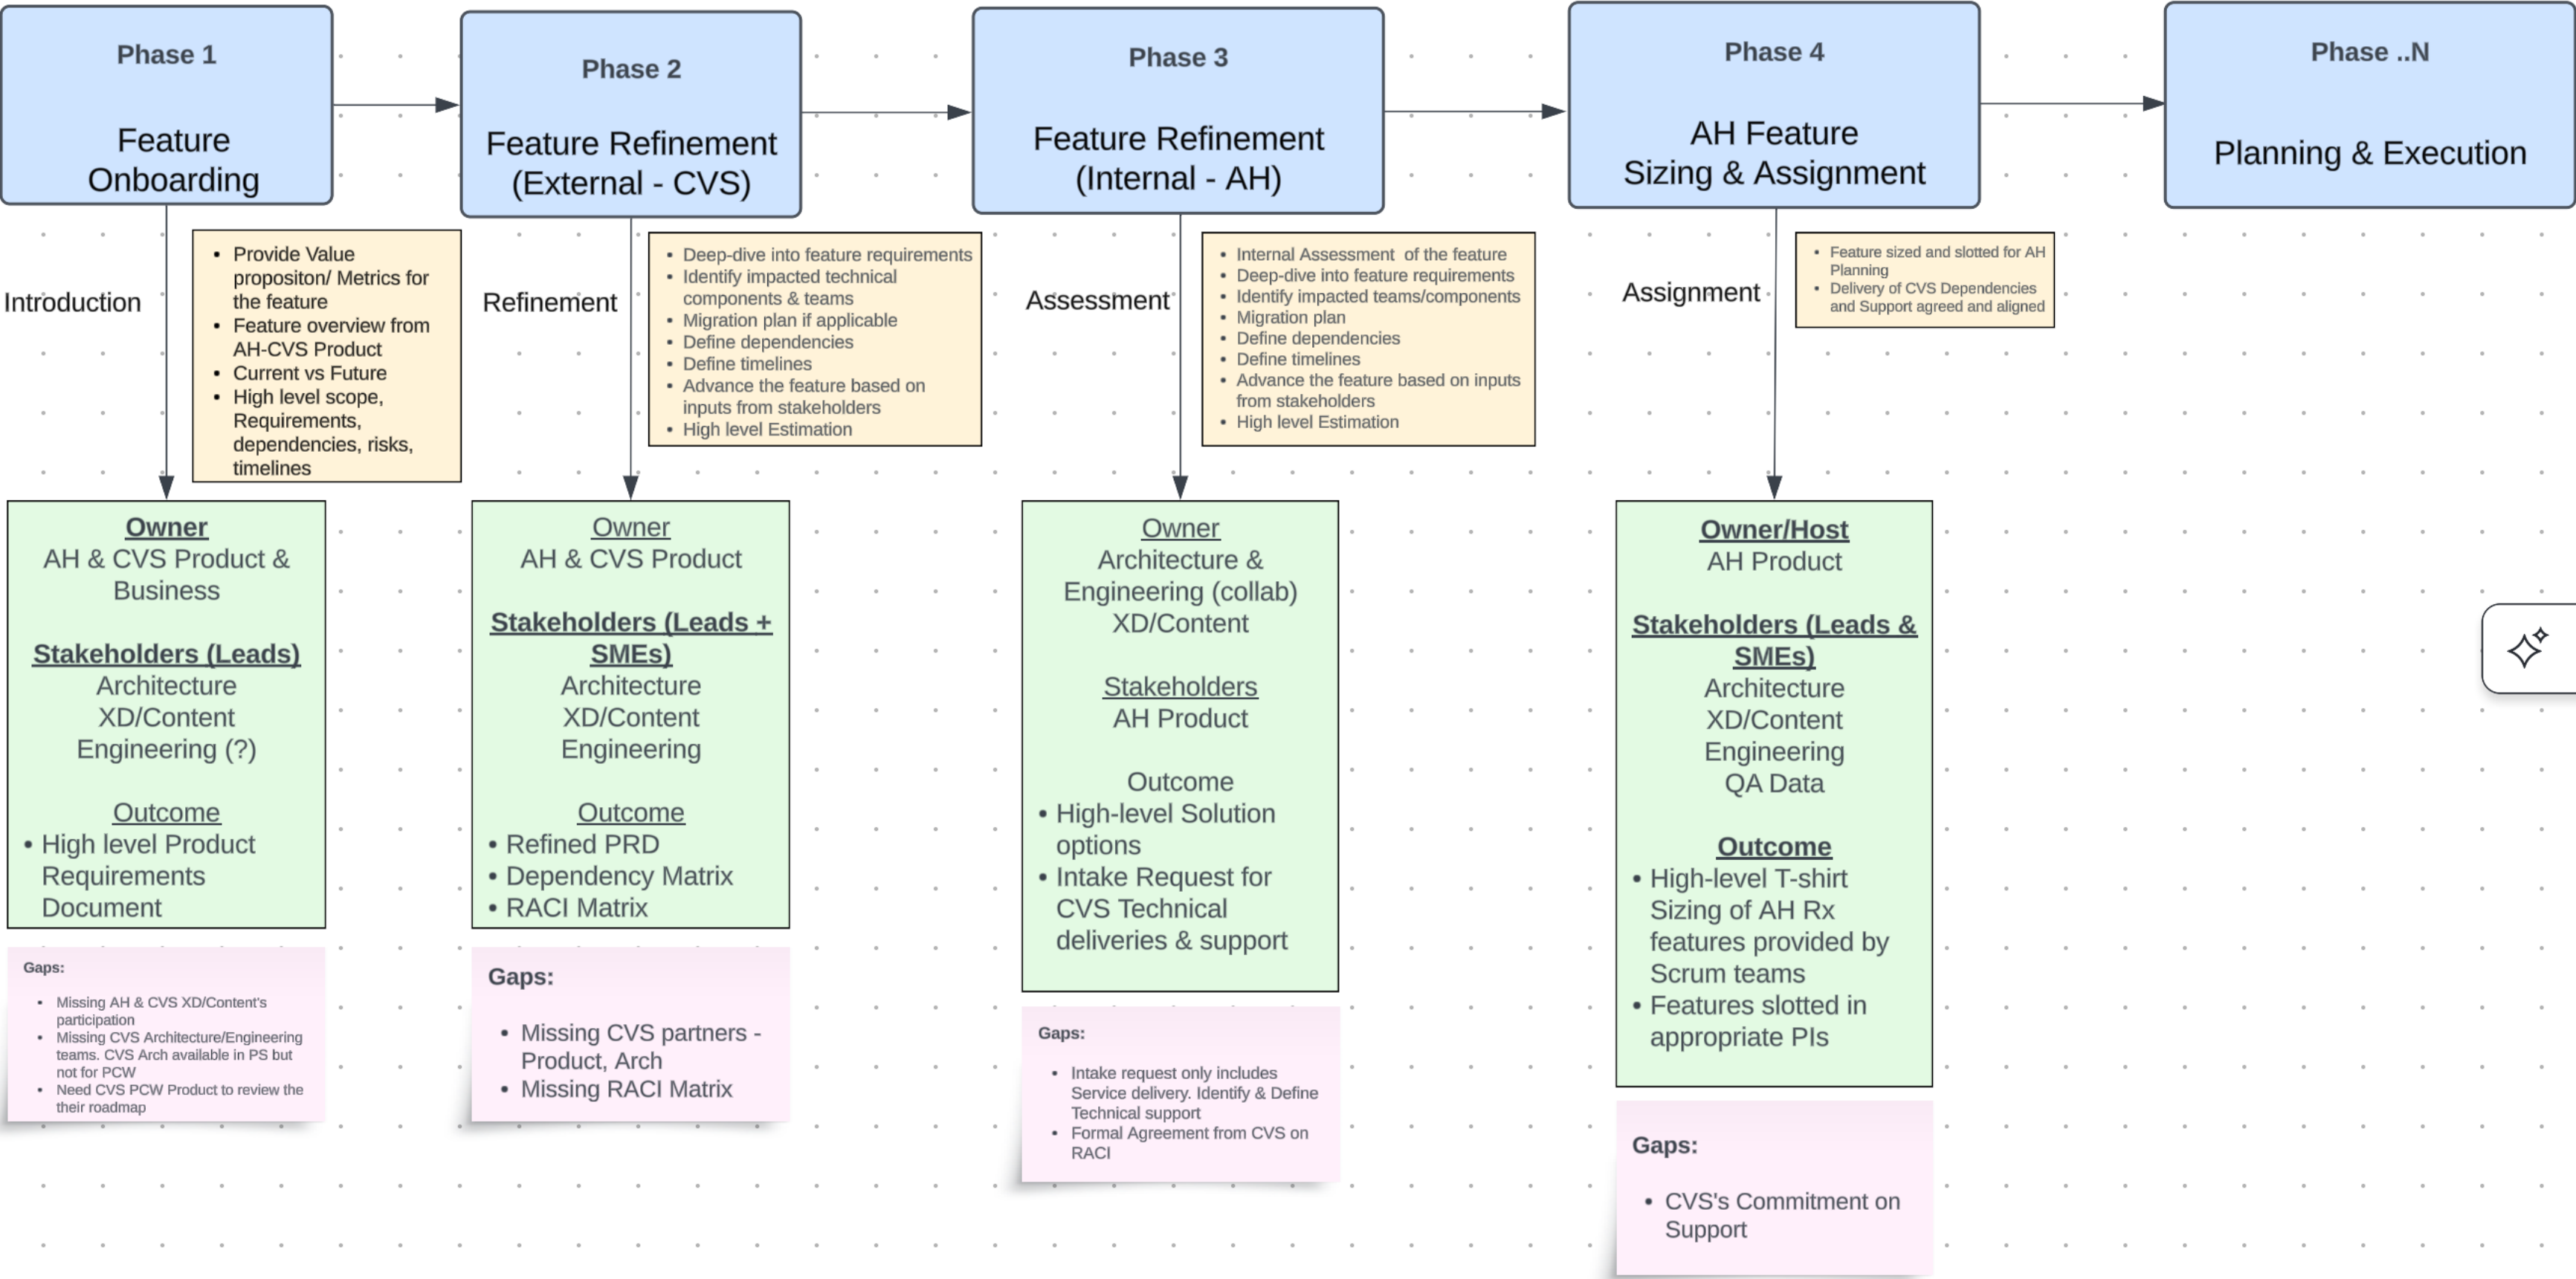 Phase 1
Feature
Onboarding
Phase 2
Feature Refinement
(External - CVS)
Phase 3
Feature Refinement
(Internal - AH)
Phase 4
AH Feature
Sizing & Assignment
Phase ..N
Planning & Execution
Introduction
• Provide Value
propositon/ Metrics for
the feature
• Feature overview from
AH-CVS Product
• Current vs Future
• High level scope,
Requirements,
dependencies, risks,
timelines
Refinement
• Deep-dive into feature requirements
• Identify impacted technical
components & teams
• Migration plan if applicable
• Define dependencies
• Define timelines
• Advance the feature based on
inputs from stakeholders
• High level Estimation
Assessment
• Internal Assessment of the feature
• Deep-dive into feature requirements
• Identify impacted teams/components
• Migration plan
• Define dependencies
• Define timelines
• Advance the feature based on inputs
from stakeholders
• High level Estimation
Assignment
• Feature sized and slotted for AH
Planning
• Delivery of CVS Dependencies
and Support agreed and aligned
Owner
AH & CVS Product &
Business
Stakeholders (Leads)
Architecture
XD/Content
Engineering (?)
Outcome
• High level Product
Requirements
Document
Owner
AH & CVS Product
Stakeholders (Leads +
SMEs)
Architecture
XD/Content
Engineering
Outcome
• Refined PRD
• Dependency Matrix
• RACI Matrix
Owner
Architecture &
Engineering (collab)
XD/Content
Stakeholders
AH Product
Outcome
• High-level Solution
options
• Intake Request for
CVS Technical
deliveries & support
Owner/Host
AH Product
Stakeholders (Leads &
SMEs)
Architecture
XD/Content
Engineering
QA Data
Outcome
• High-level T-shirt
Sizing of AH Rx
features provided by
Scrum teams
• Features slotted in
appropriate PIs
Gaps:
• Missing AH & CVS XD/Content's
participation
• Missing CVS Architecture/Engineering
teams. CVS Arch available in PS but
not for PCW
• Need CVS PCW Product to review the
their roadmap
Gaps:
• Missing CVS partners -
Product, Arch
• Missing RACI Matrix
Gaps:
• Intake request only includes
Service delivery. Identify & Define
Technical support
• Formal Agreement from CVS on
RACI
Gaps:
• CVS's Commitment on
Support